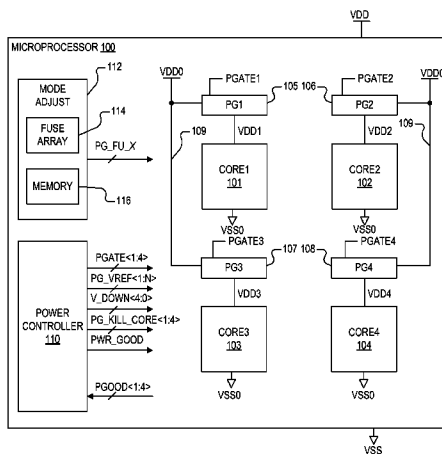 VDD
MICROPROCESSOR 100
MODE
ADJUST
112
114
FUSE
ARRAY
PG_FU_X
MEMORY
116
VDD0
PGATE1
105
106
PGATE2
VDD0
PG1
PG2
109
VDD1
VDD2
109
CORE1
101
CORE2
102
VSS0
VSS0
PGATE3
107
108
PGATE4
PG3
PG4
VDD3
VDD4
CORE3
103
CORE4
104
VSS0
VSS0
POWER
CONTROLLER
110
PGATE<1:4>
PG_VREF<1:N>
V_DOWN<4:0>
PG_KILL_CORE<1:4>
PWR_GOOD
PGOOD<1:4>
VSS